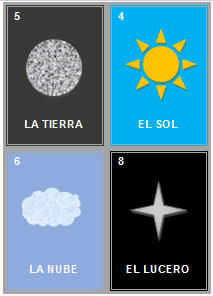 5
LA TIERRA
4
EL SOL
6
LA NUBE
8
EL LUCERO